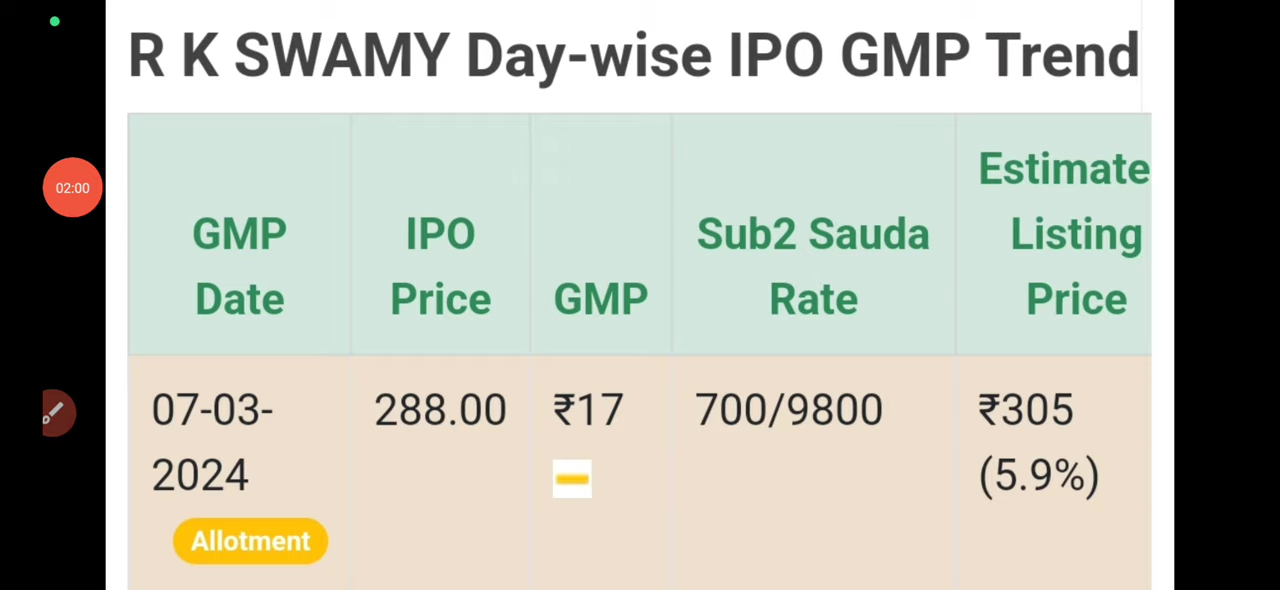 R K SWAMY Day-wise IPO GMP Trend
02:00
GMP Date
IPO Price
GMP
Sub2 Sauda Rate
Estimate Listing Price
07-03-2024
Allotment
288.00
₹17
700/9800
₹305 (5.9%)